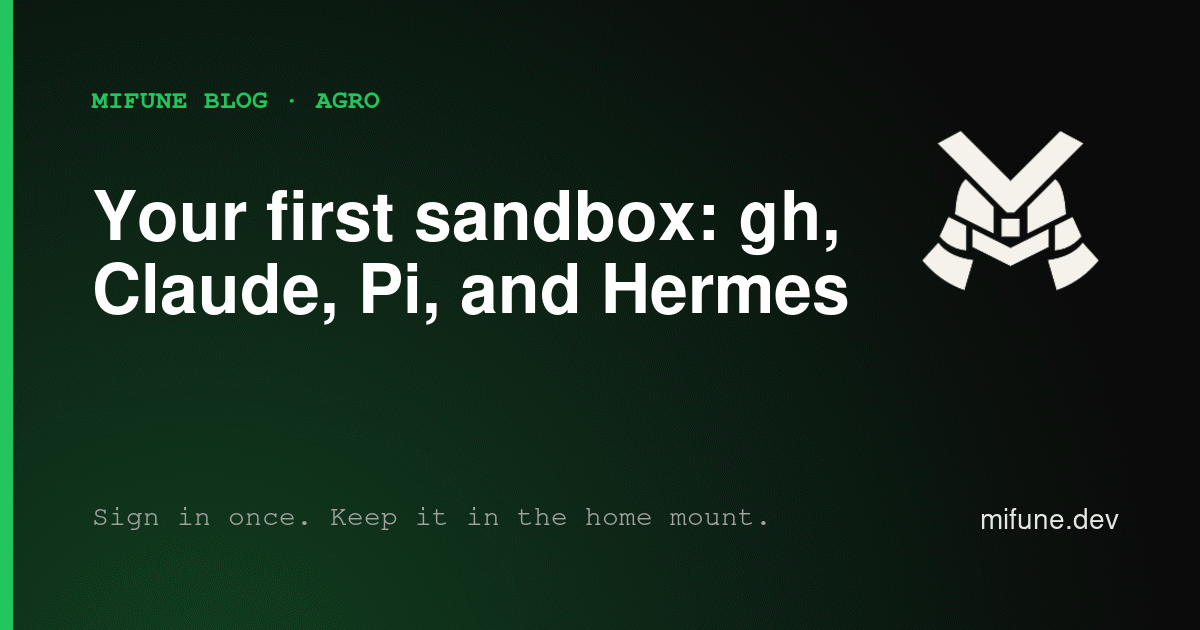 MIFUNE BLOG · AGRO
Your first sandbox: gh,
Claude, Pi, and Hermes
Sign in once. Keep it in the home mount.
mifune.dev